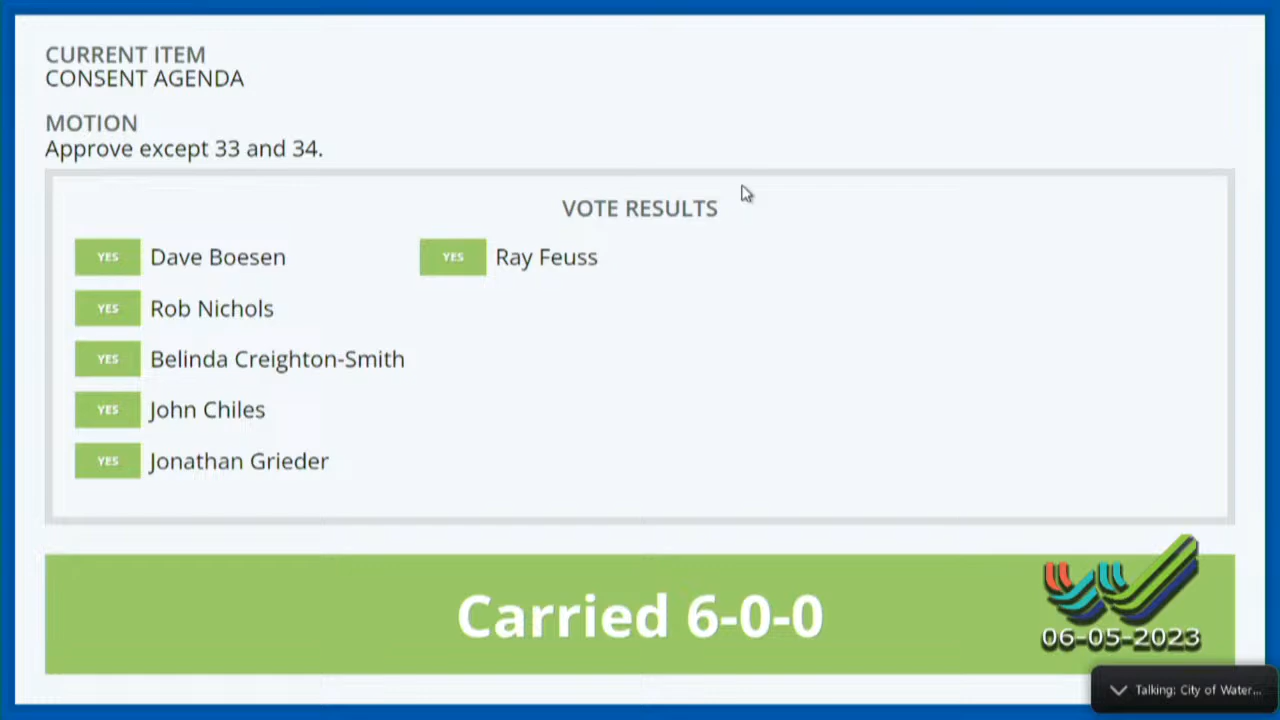 CURRENT ITEM
CONSENT AGENDA
MOTION
Approve except 33 and 34.
VOTE RESULTS
YES Dave Boesen
YES Ray Feuss
YES Rob Nichols
YES Belinda Creighton-Smith
YES John Chiles
YES Jonathan Grieder
Carried 6-0-0
06-05-2023
Talking: City of Water...